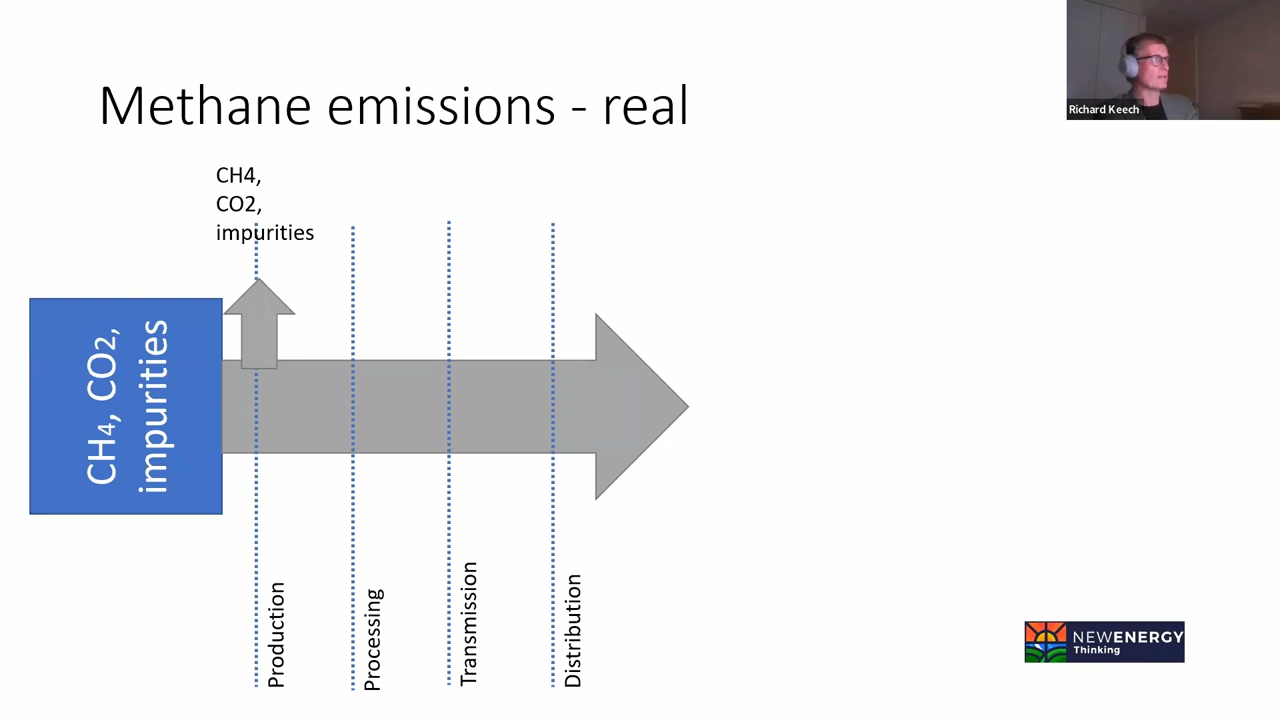 Methane emissions - real
Richard Keech
CH4,
CO2,
impurities
CH₄, CO₂,
impurities
Production
Processing
Transmission
Distribution
NEWENERGY
Thinking